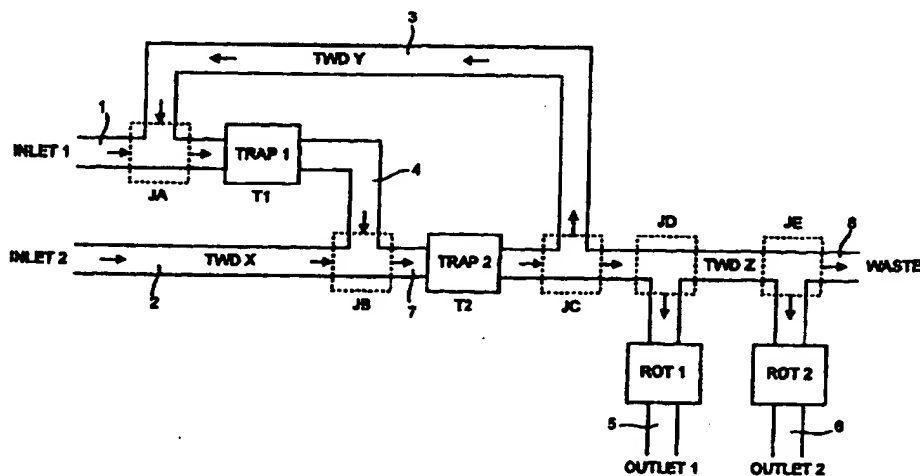 3
TWD Y
1
INLET 1
TRAP 1
4
JA
T1
JD
JE
8
INLET 2
TWD X
TRAP 2
TWD Z
WASTE
2
JB
7
T2
JC
ROT 1
ROT 2
5
6
OUTLET 1
OUTLET 2